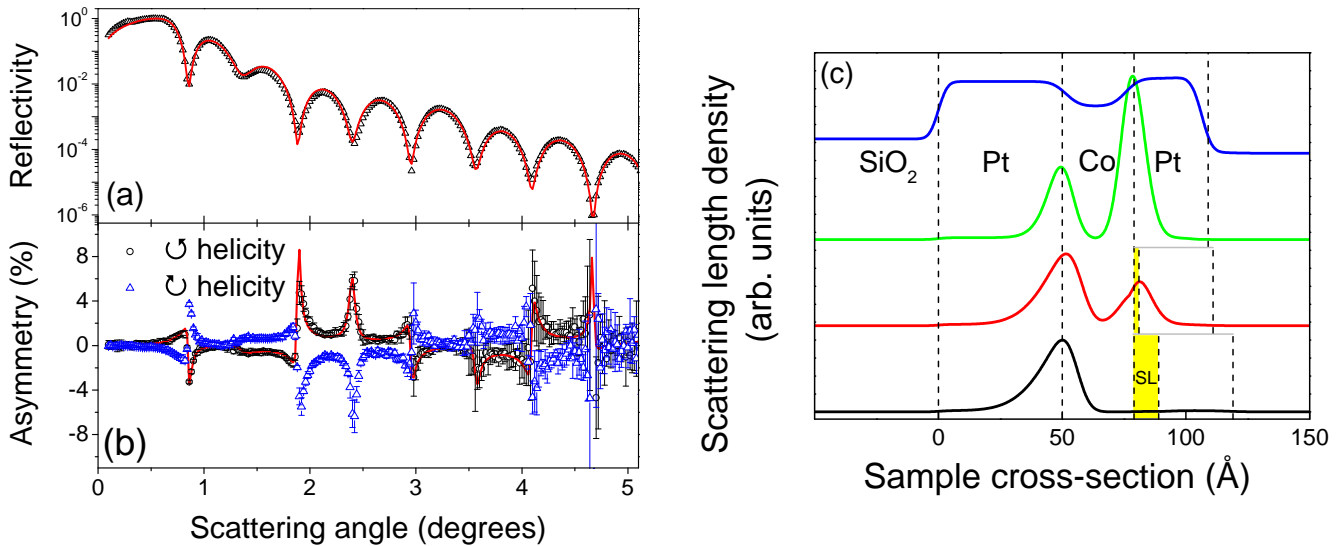 Reflectivity
10⁰
10⁻²
10⁻⁴
10⁻⁶
(a)
Asymmetry (%)
8
4
0
-4
-8
↺ helicity
↻ helicity
(b)
0 1 2 3 4 5
Scattering angle (degrees)
Scattering length density
(arb. units)
(c)
SiO₂ Pt Co Pt
SL
0 50 100 150
Sample cross-section (Å)